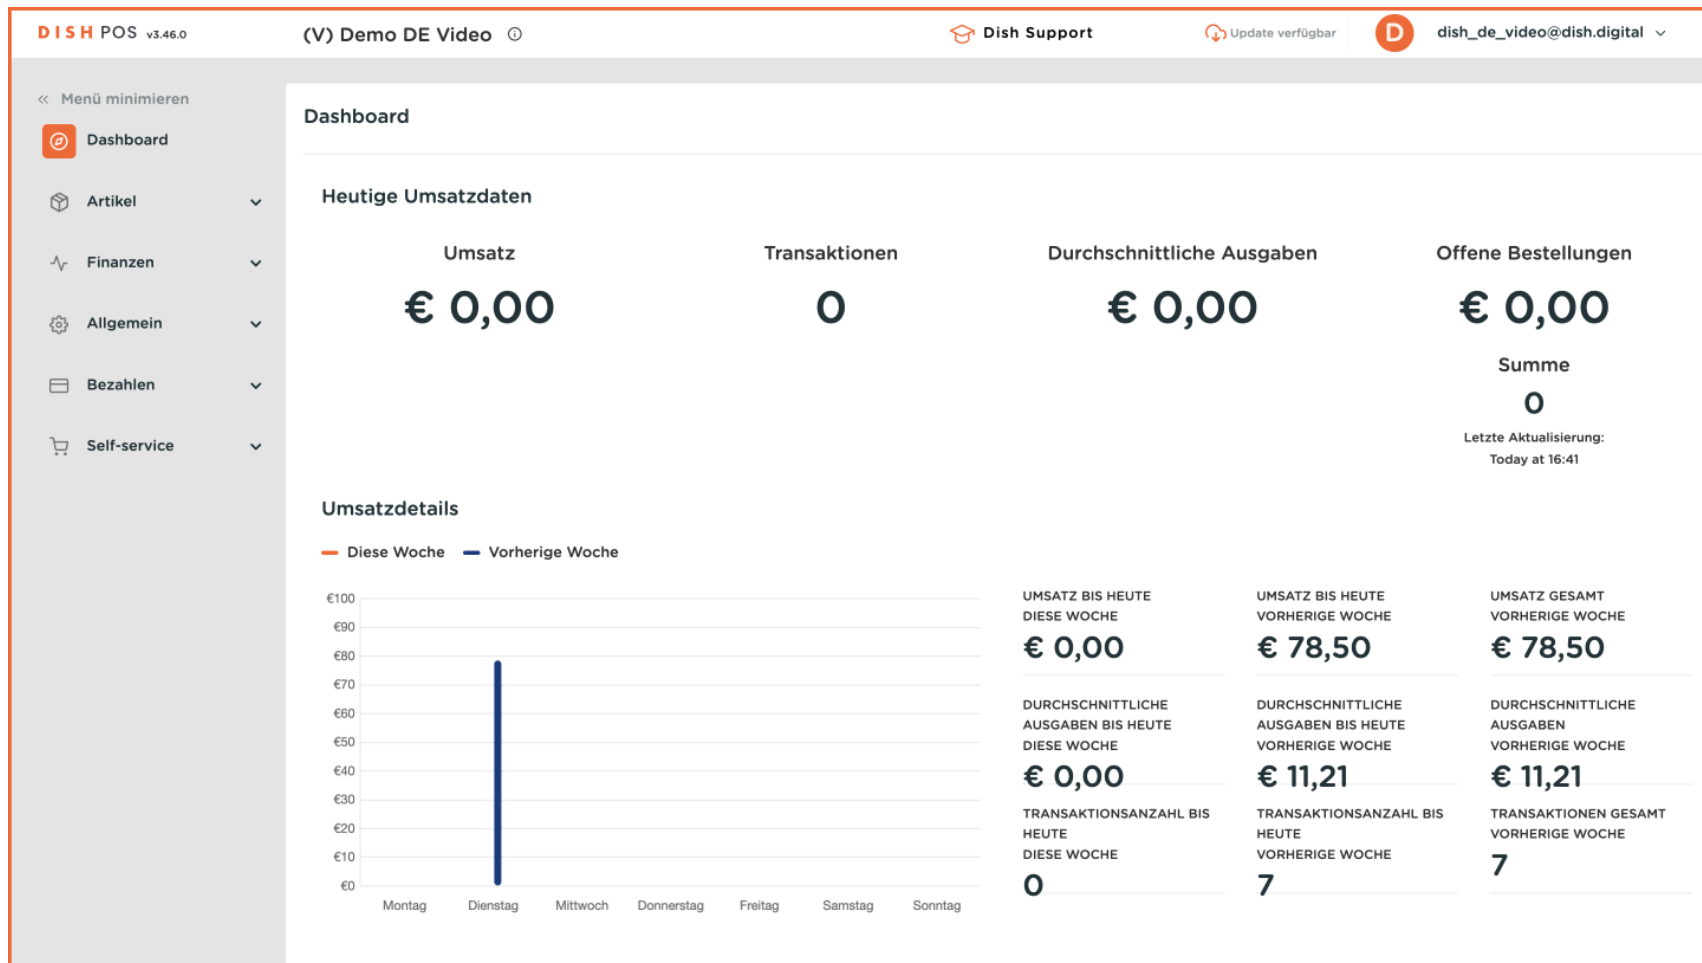 DISH POS v3.46.0
(V) Demo DE Video
Dish Support
Update verfügbar
D
dish_de_video@dish.digital
Menü minimieren
Dashboard
Artikel
Finanzen
Allgemein
Bezahlen
Self-service
Dashboard
Heutige Umsatzdaten
Umsatz
€ 0,00
Transaktionen
0
Durchschnittliche Ausgaben
€ 0,00
Offene Bestellungen
€ 0,00
Summe
0
Letzte Aktualisierung:
Today at 16:41
Umsatzdetails
Diese Woche
Vorherige Woche
€100
€90
€80
€70
€60
€50
€40
€30
€20
€10
€0
Montag
Dienstag
Mittwoch
Donnerstag
Freitag
Samstag
Sonntag
UMSATZ BIS HEUTE
DIESE WOCHE
€ 0,00
UMSATZ BIS HEUTE
VORHERIGE WOCHE
€ 78,50
UMSATZ GESAMT
VORHERIGE WOCHE
€ 78,50
DURCHSCHNITTLICHE
AUSGABEN BIS HEUTE
DIESE WOCHE
€ 0,00
DURCHSCHNITTLICHE
AUSGABEN BIS HEUTE
VORHERIGE WOCHE
€ 11,21
DURCHSCHNITTLICHE
AUSGABEN
VORHERIGE WOCHE
€ 11,21
TRANSAKTIONSANZAHL BIS
HEUTE
DIESE WOCHE
0
TRANSAKTIONSANZAHL BIS
HEUTE
VORHERIGE WOCHE
7
TRANSAKTIONEN GESAMT
VORHERIGE WOCHE
7